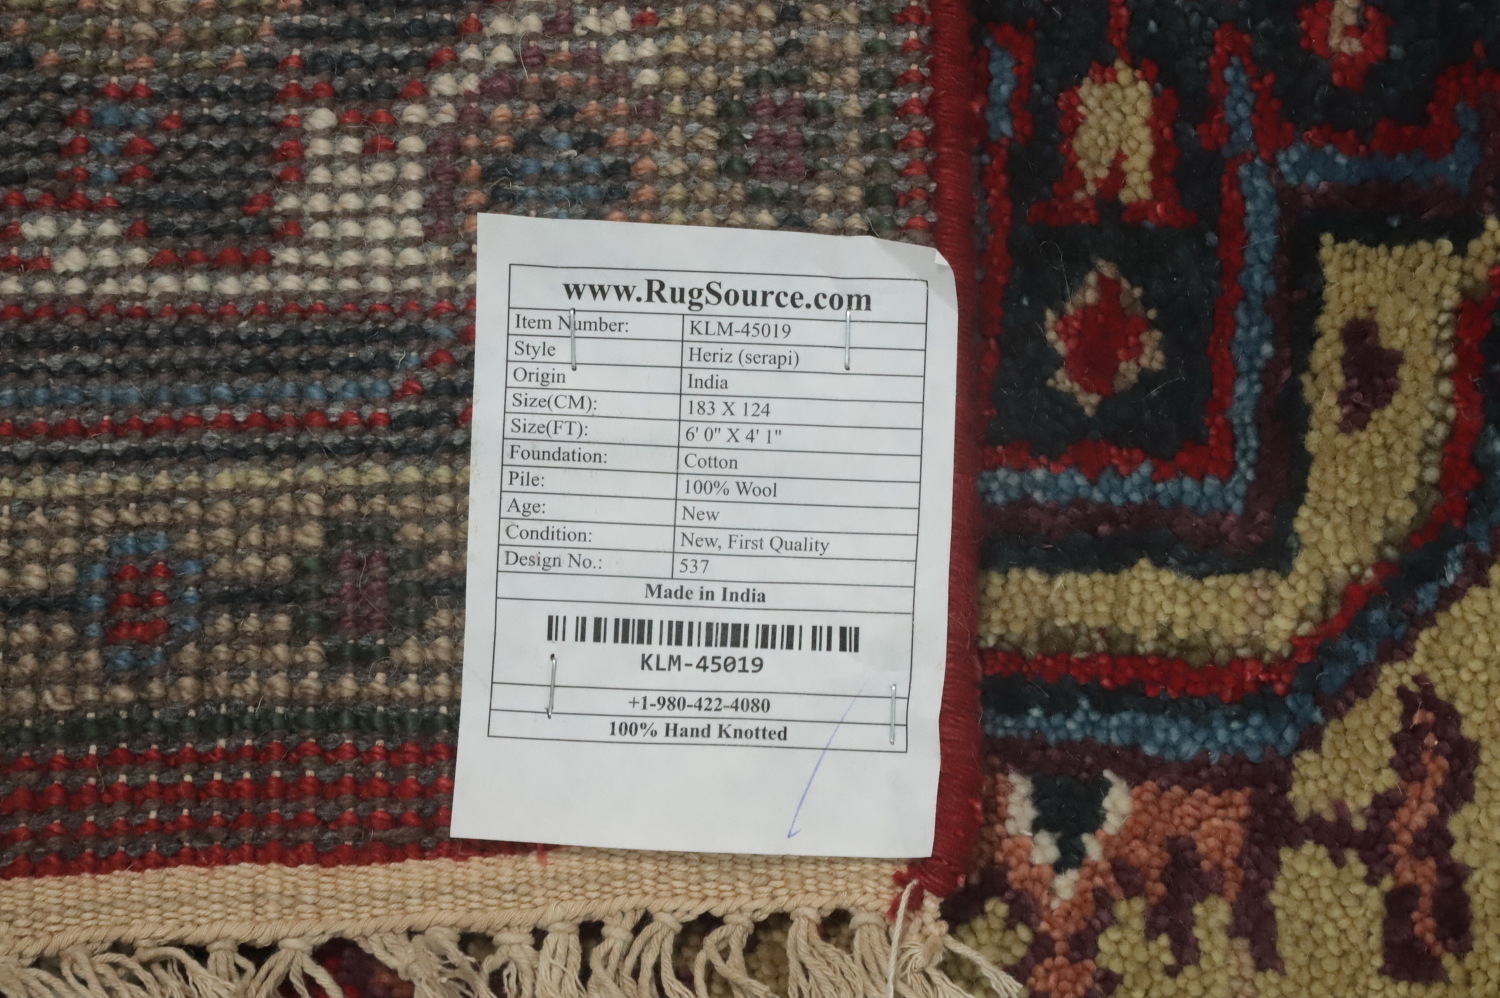 www.RugSource.com
Item Number: KLM-45019
Style Heriz (serapi)
Origin India
Size(CM): 183 X 124
Size(FT): 6' 0" X 4' 1"
Foundation: Cotton
Pile: 100% Wool
Age: New
Condition: New, First Quality
Design No.: 537
Made in India
KLM-45019
+1-980-422-4080
100% Hand Knotted